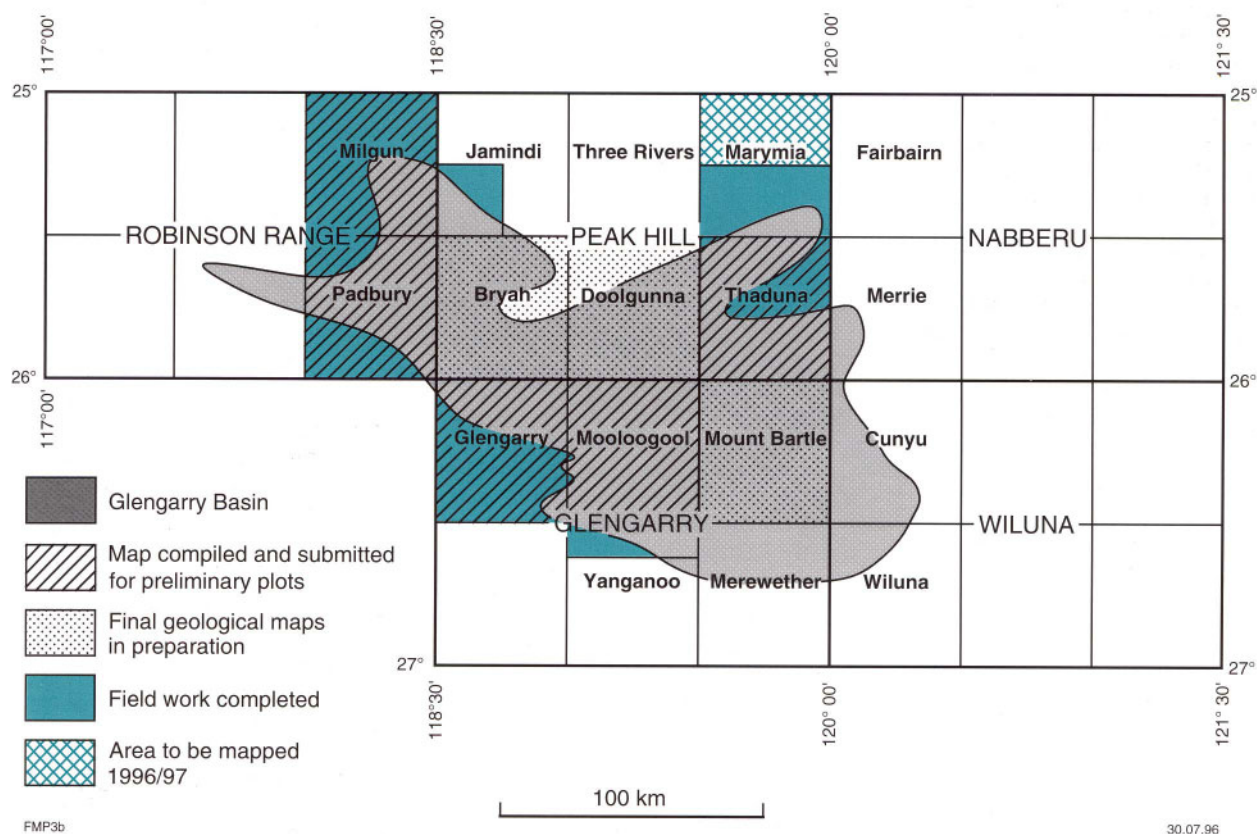 117°00'
118°30'
120° 00'
121° 30'
25°
25°
Milgun
Jamindi
Three Rivers
Marymia
Fairbairn
ROBINSON RANGE
PEAK HILL
NABBERU
Padbury
Bryah
Doolgunna
Thaduna
Merrie
26°
26°
117°00'
Glengarry
Mooloogool
Mount Bartle
Cunyu
GLENGARRY
WILUNA
Yanganoo
Merewether
Wiluna
27°
27°
118°30'
120° 00'
121° 30'
Glengarry Basin
Map compiled and submitted
for preliminary plots
Final geological maps
in preparation
Field work completed
Area to be mapped
1996/97
100 km
FMP3b
30.07.96